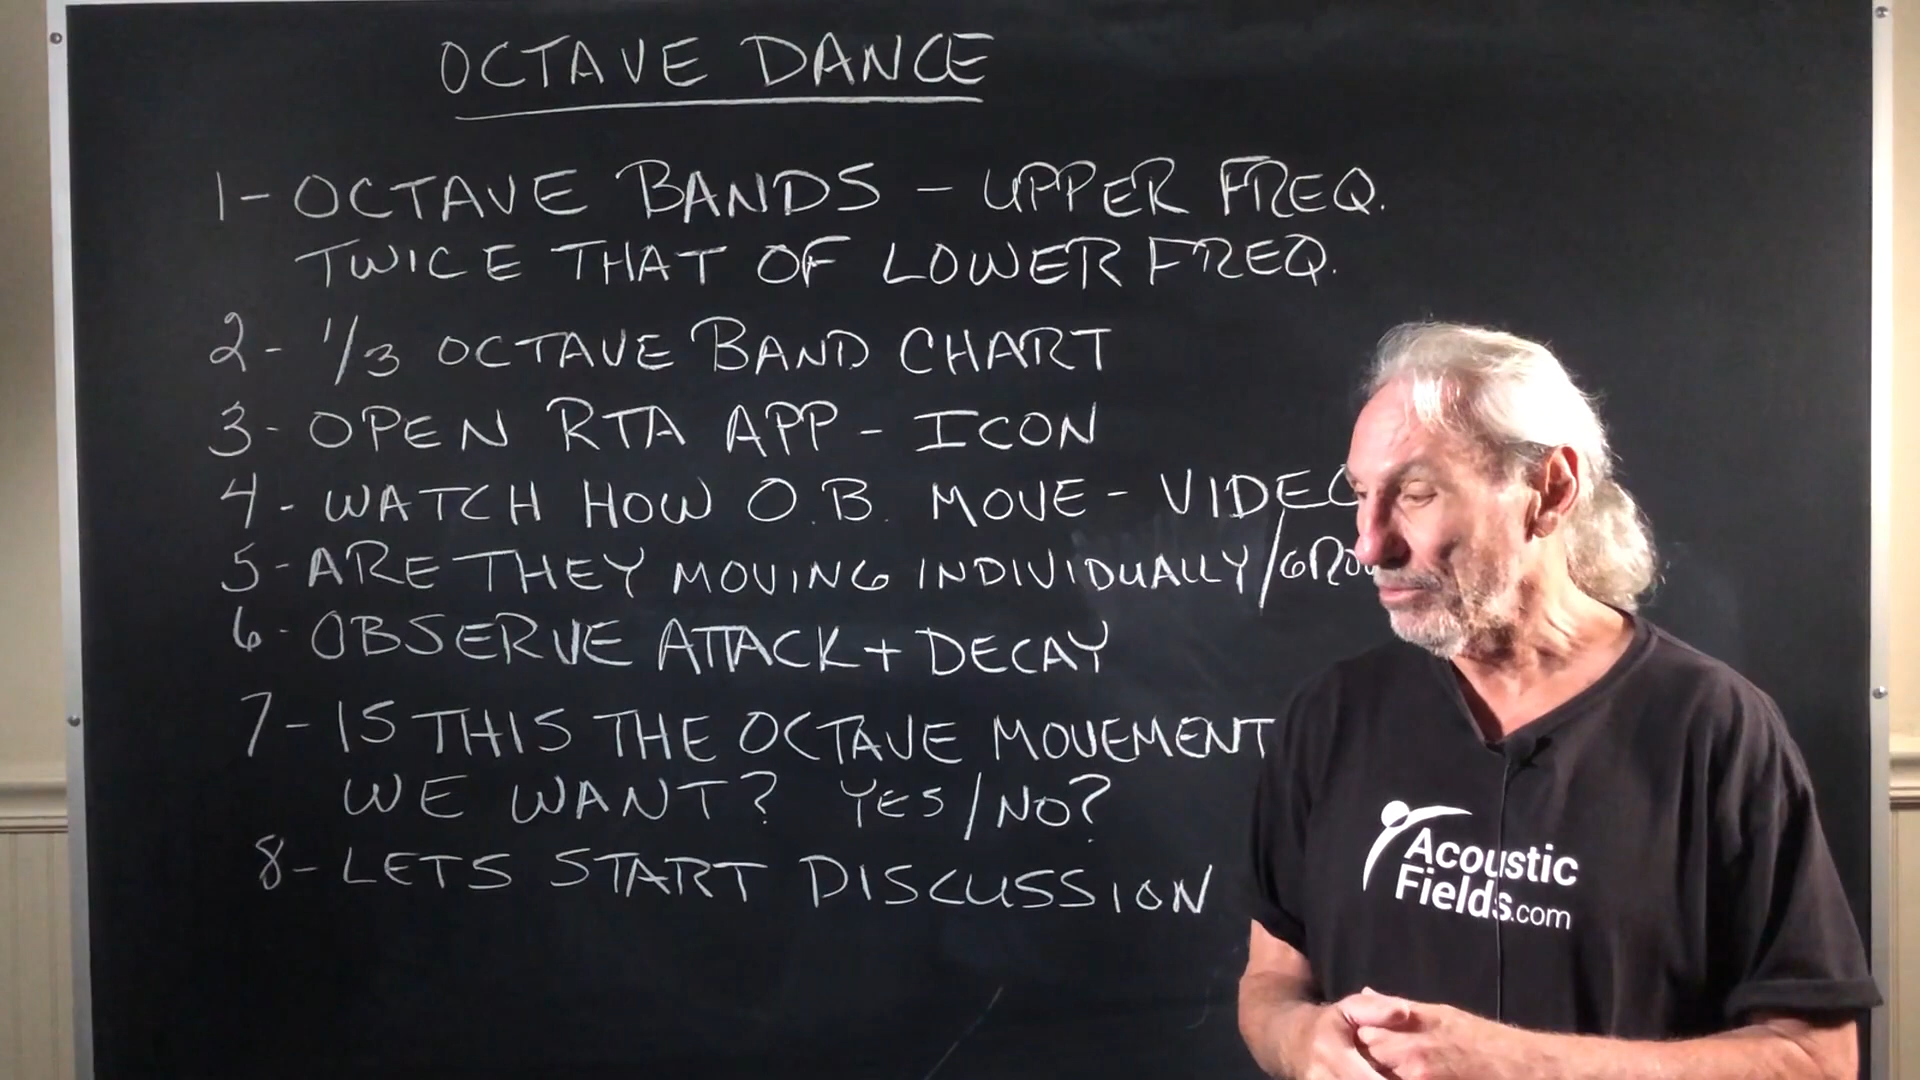 OCTAVE DANCE
1- OCTAVE BANDS - UPPER FREQ.
TWICE THAT OF LOWER FREQ.
2- 1/3 OCTAVE BAND CHART
3- OPEN RTA APP - ICON
4- WATCH HOW O.B. MOVE - VIDEO
5- ARE THEY MOVING INDIVIDUALLY/
6- OBSERVE ATTACK + DECAY
7- IS THIS THE OCTAVE MOVEMENT
WE WANT? YES/NO?
8- LETS START DISCUSSION
Acoustic
Fields.com